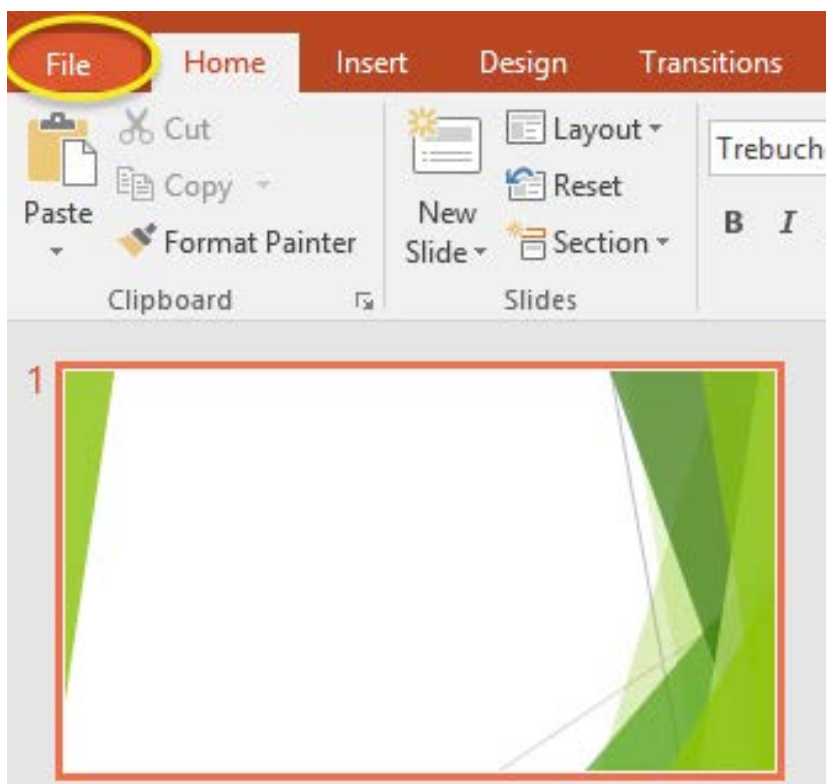 File Home Insert Design Transitions
Cut
Copy
Format Painter
Paste
Clipboard
New
Slide
Layout
Reset
Section
Slides
Trebuch
B I
1